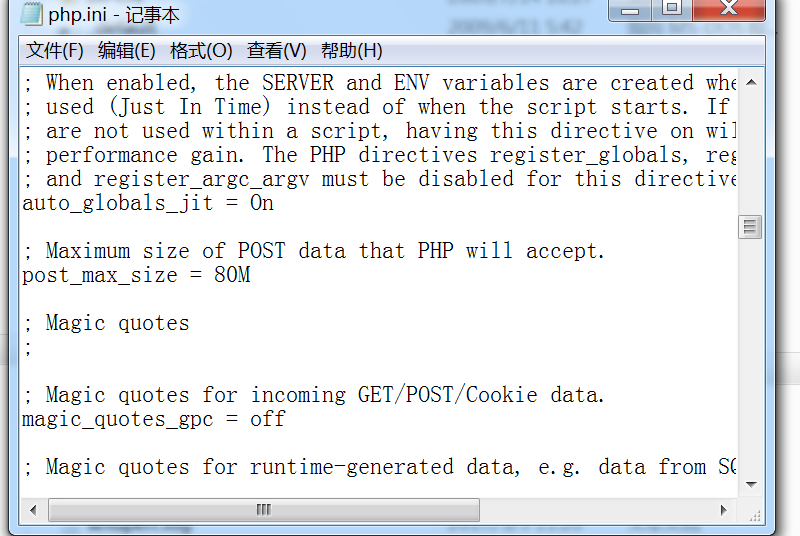 php.ini - 记事本
文件(F) 编辑(E) 格式(O) 查看(V) 帮助(H)
; When enabled, the SERVER and ENV variables are created whe
; used (Just In Time) instead of when the script starts. If
; are not used within a script, having this directive on wil
; performance gain. The PHP directives register_globals, reg
; and register_argc_argv must be disabled for this directive
auto_globals_jit = On
; Maximum size of POST data that PHP will accept.
post_max_size = 80M
; Magic quotes
;
; Magic quotes for incoming GET/POST/Cookie data.
magic_quotes_gpc = off
; Magic quotes for runtime-generated data, e.g. data from SQ